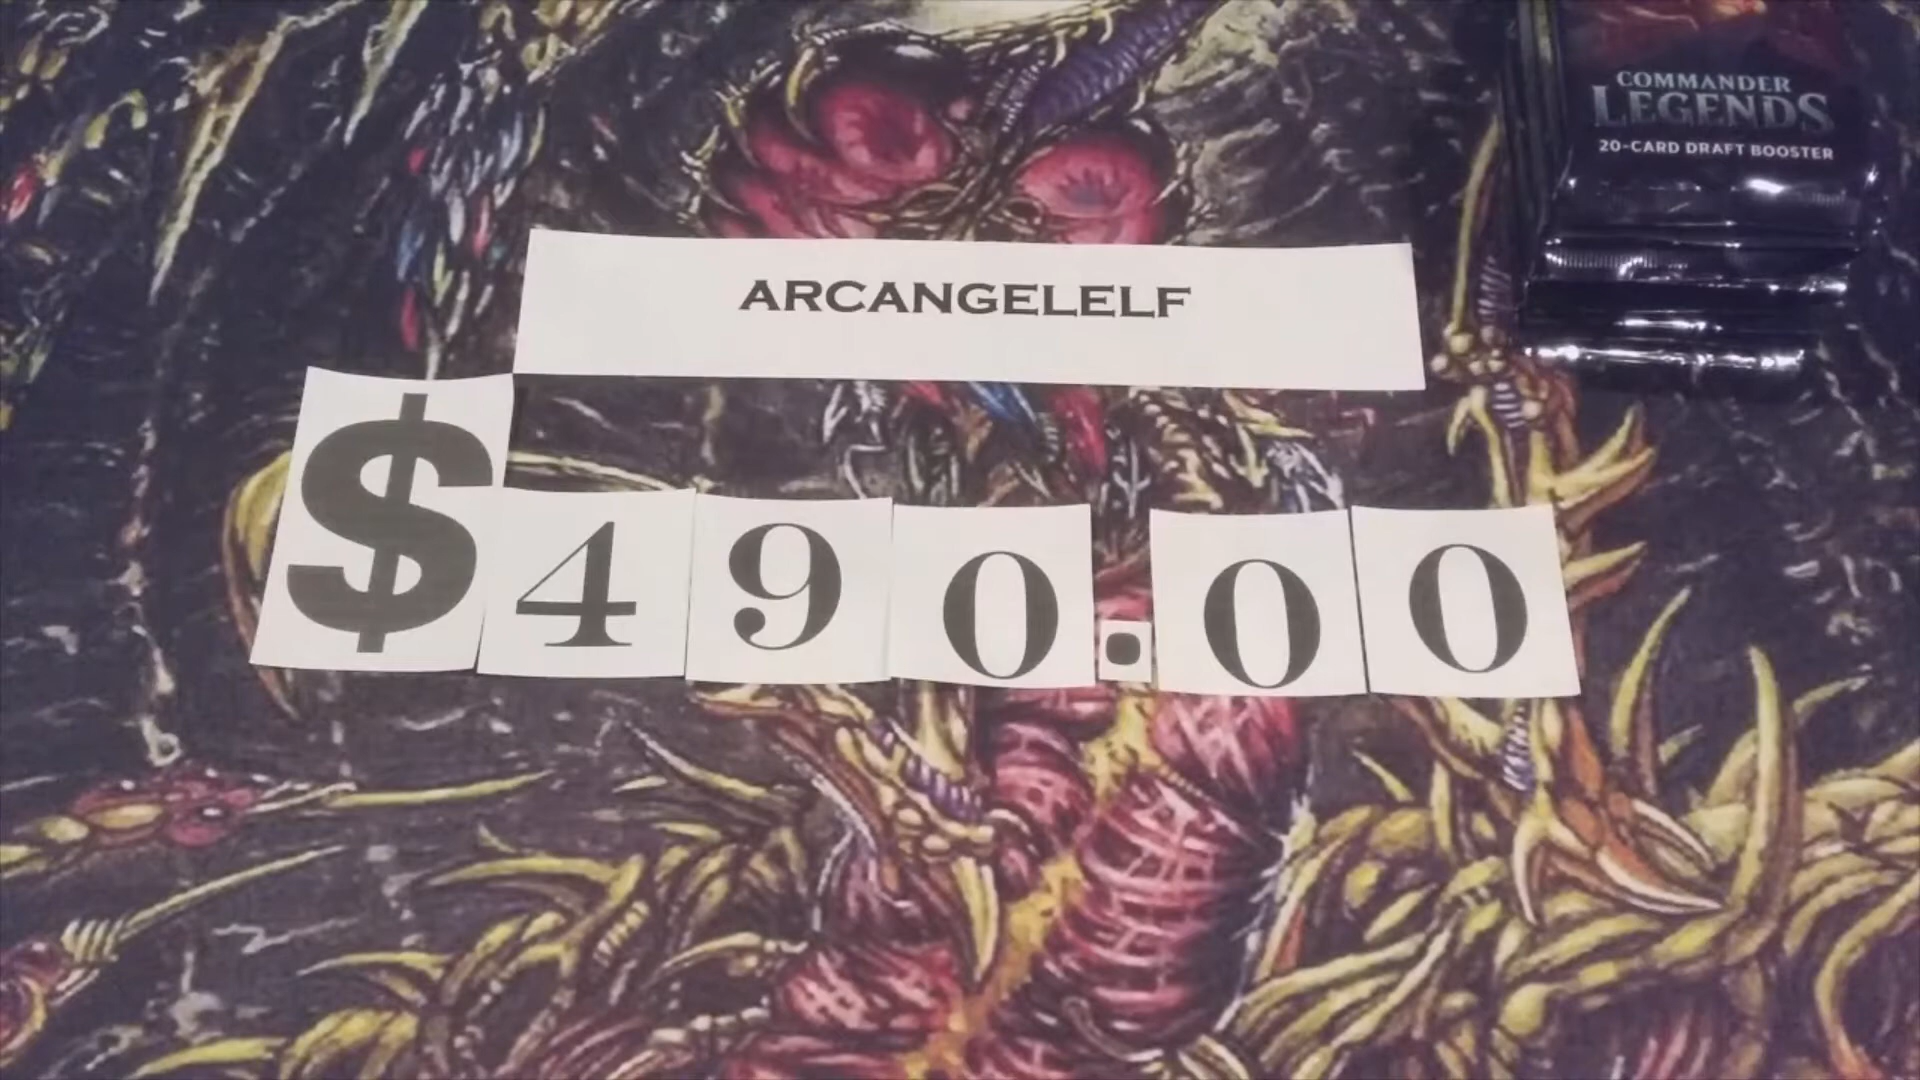 COMMANDER
LEGENDS
20-CARD DRAFT BOOSTER
ARCANGELELF
$490.00